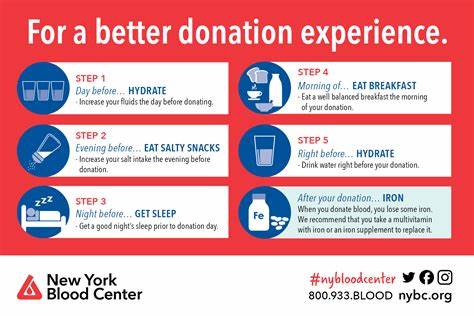 For a better donation experience.
STEP 1
Day before... HYDRATE
- Increase your fluids the day before donating.
STEP 2
Evening before... EAT SALTY SNACKS
- Increase your salt intake the evening before
donation.
STEP 3
Night before... GET SLEEP
- Get a good night's sleep prior to donation day.
zzz
STEP 4
Morning of... EAT BREAKFAST
- Eat a well balanced breakfast the morning
of your donation.
STEP 5
Right before... HYDRATE
- Drink water right before your donation.
After your donation... IRON
When you donate blood, you lose some iron.
We recommend that you take a multivitamin
with iron or an iron supplement to replace it.
Fe
New York
Blood Center
#nybloodcenter
800.933.BLOOD nybc.org